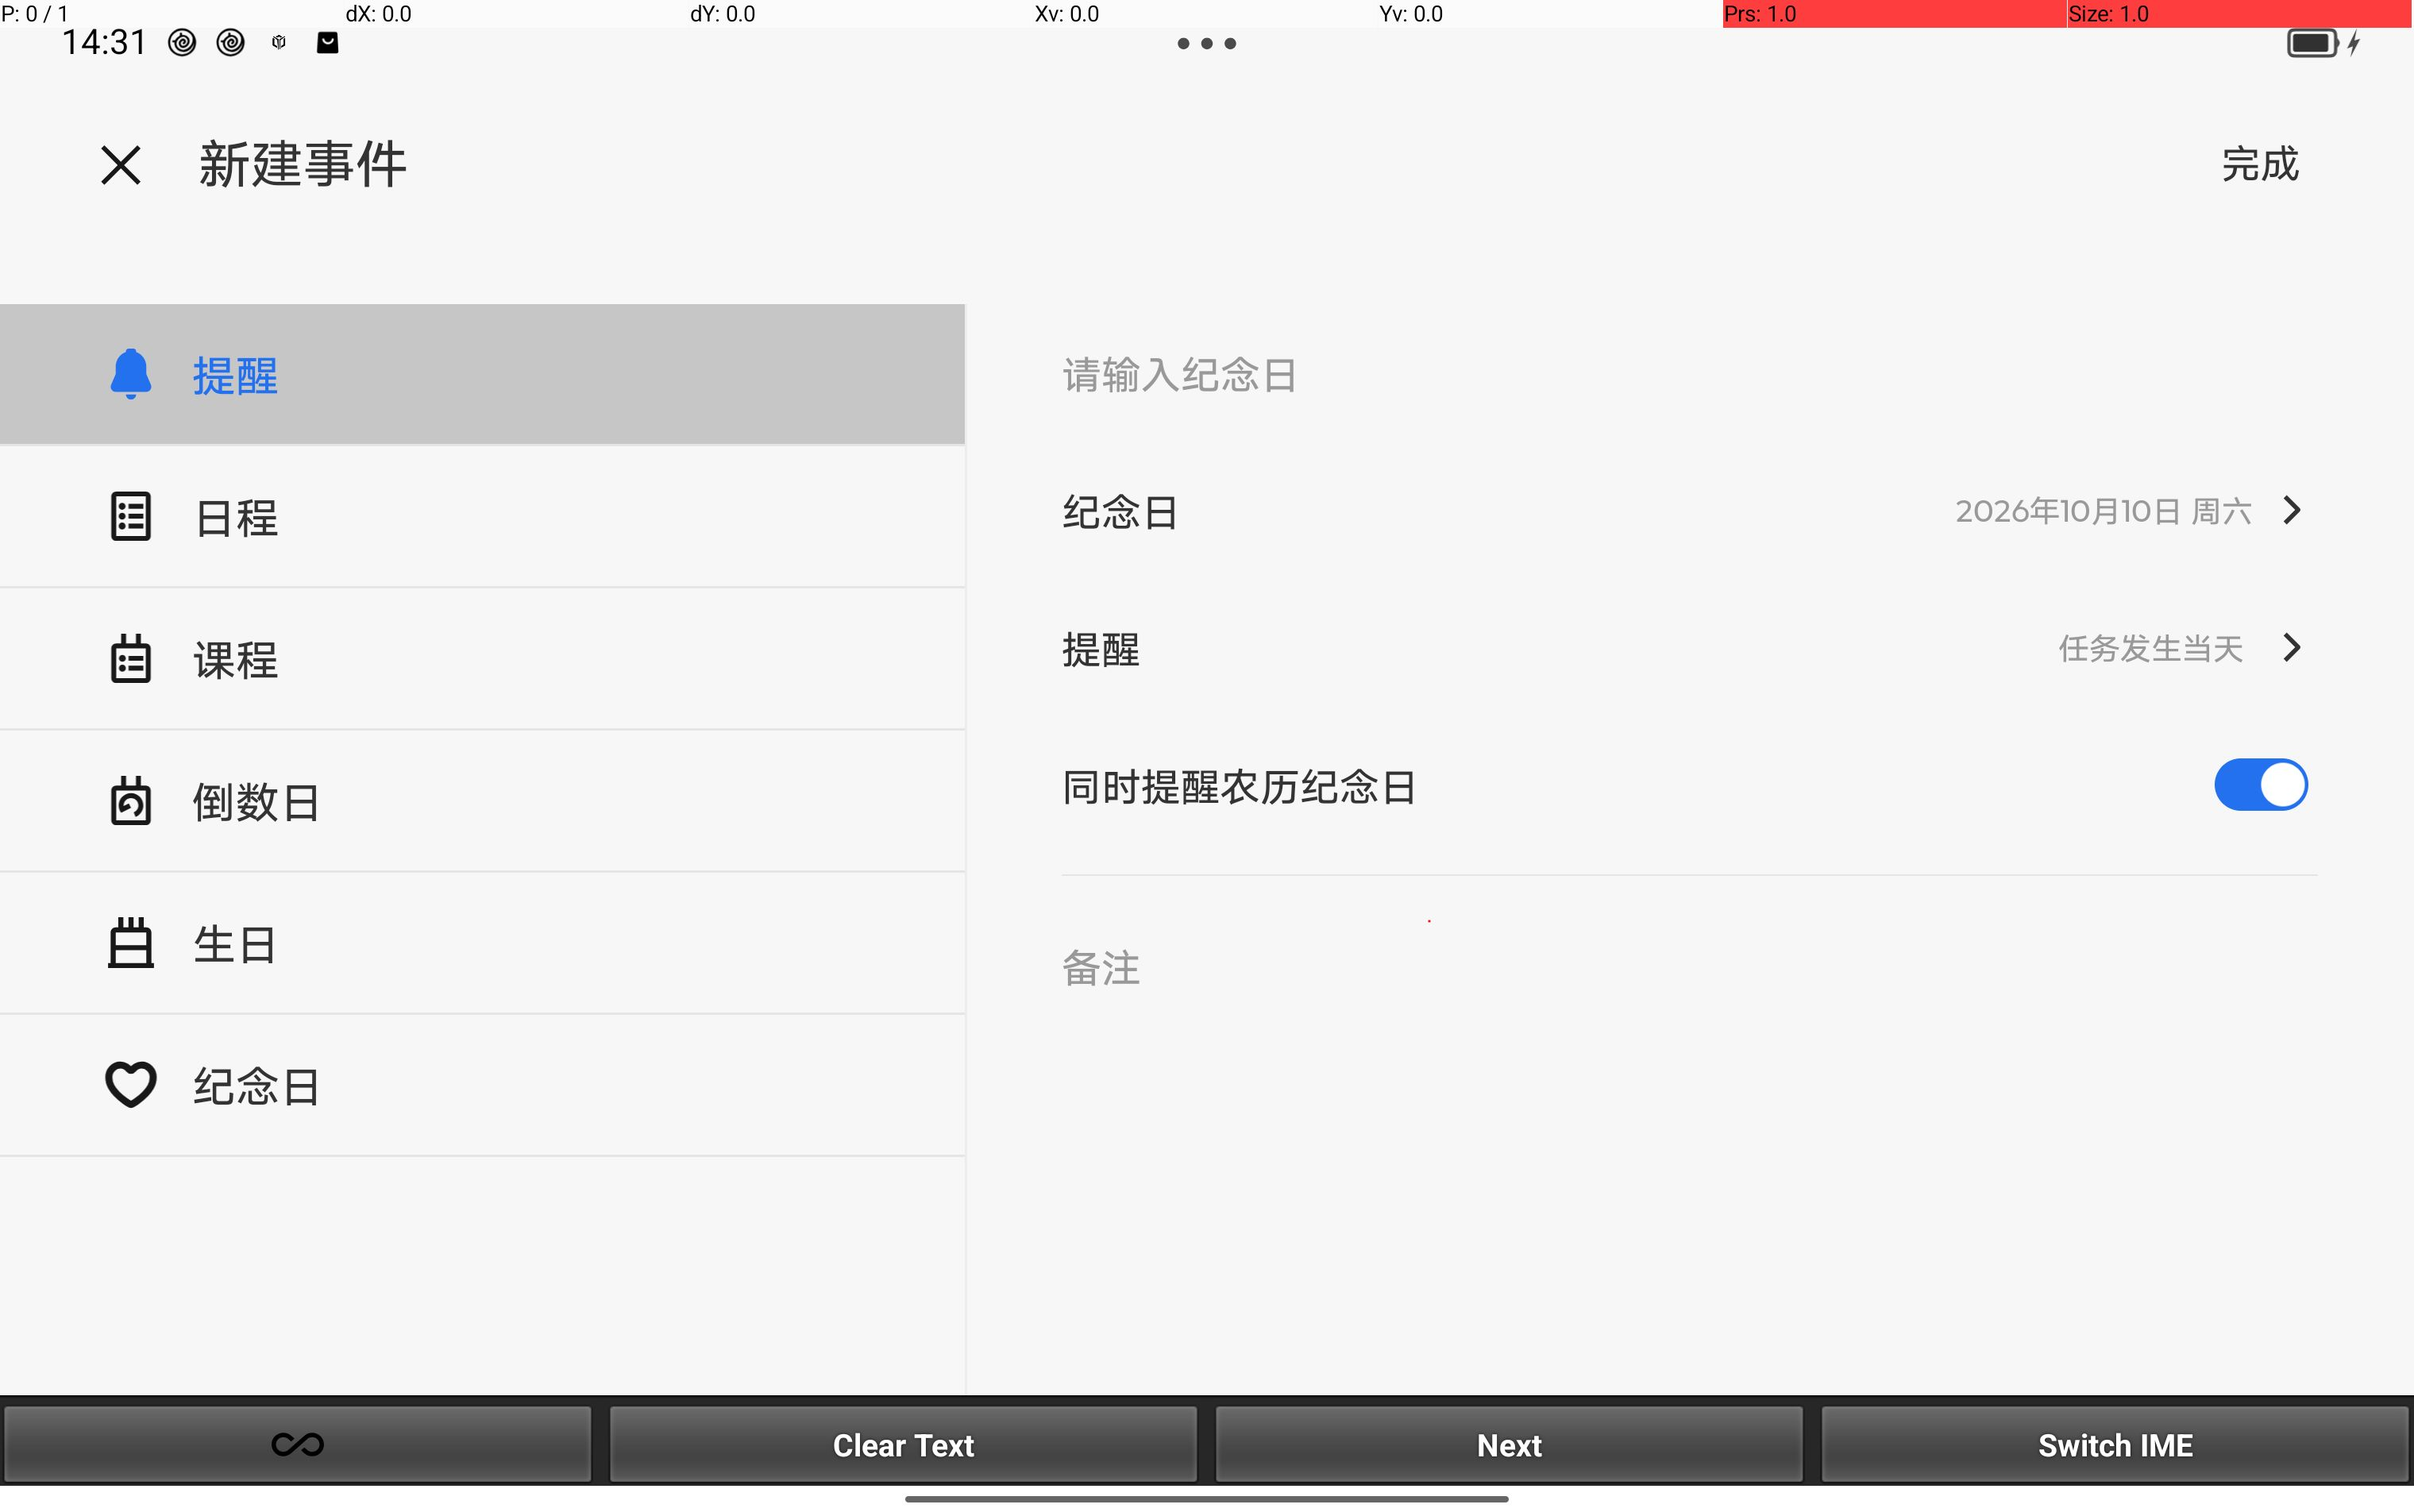 P: 0 / 1 dX: 0.0 dY: 0.0 Xv: 0.0 Yv: 0.0 Prs: 1.0 Size: 1.0
14:31
新建事件 完成
提醒
日程
课程
倒数日
生日
纪念日
请输入纪念日
纪念日 2026年10月10日 周六
提醒 任务发生当天
同时提醒农历纪念日
备注
Clear Text Next Switch IME